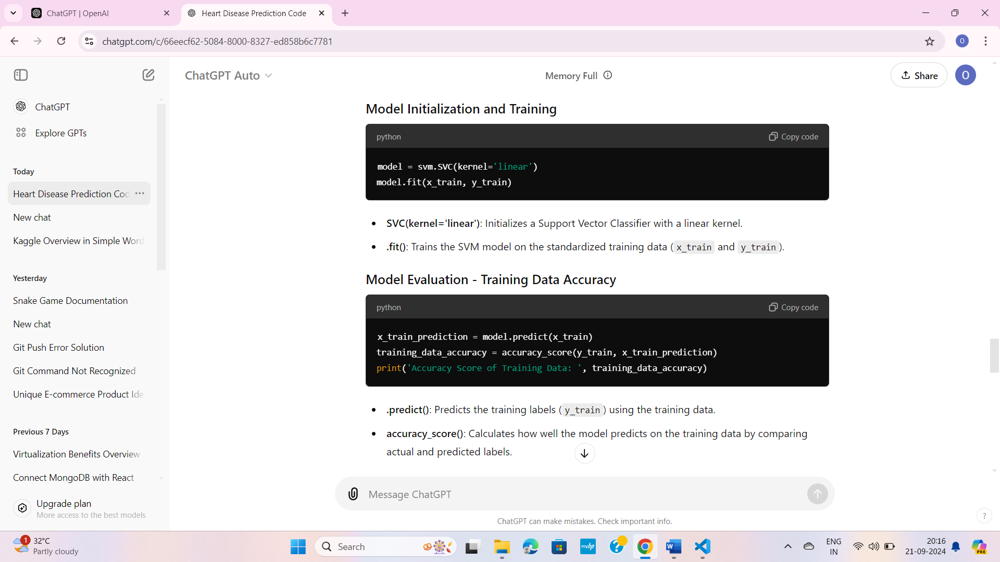 ChatGPT | OpenAI
Heart Disease Prediction Code
chatgpt.com/c/66eecf62-5084-8000-8327-ed858b6c7781
O
ChatGPT Auto
Memory Full
Share
O
ChatGPT
Explore GPTs
Today
Heart Disease Prediction Cod
New chat
Kaggle Overview in Simple Word
Yesterday
Snake Game Documentation
New chat
Git Push Error Solution
Git Command Not Recognized
Unique E-commerce Product Ide
Previous 7 Days
Virtualization Benefits Overview
Connect MongoDB with React
Upgrade plan
More access to the best models
Model Initialization and Training
python
Copy code
model = svm.SVC(kernel='linear')
model.fit(x_train, y_train)
• SVC(kernel='linear'): Initializes a Support Vector Classifier with a linear kernel.
• .fit(): Trains the SVM model on the standardized training data (x_train and y_train).
Model Evaluation - Training Data Accuracy
python
Copy code
x_train_prediction = model.predict(x_train)
training_data_accuracy = accuracy_score(y_train, x_train_prediction)
print('Accuracy Score of Training Data: ', training_data_accuracy)
• .predict(): Predicts the training labels (y_train) using the training data.
• accuracy_score(): Calculates how well the model predicts on the training data by comparing
actual and predicted labels.
Message ChatGPT
ChatGPT can make mistakes. Check important info.
?
1
32°C
Partly cloudy
Search
myhp
?
W
ENG
IN
20:16
21-09-2024
PRE